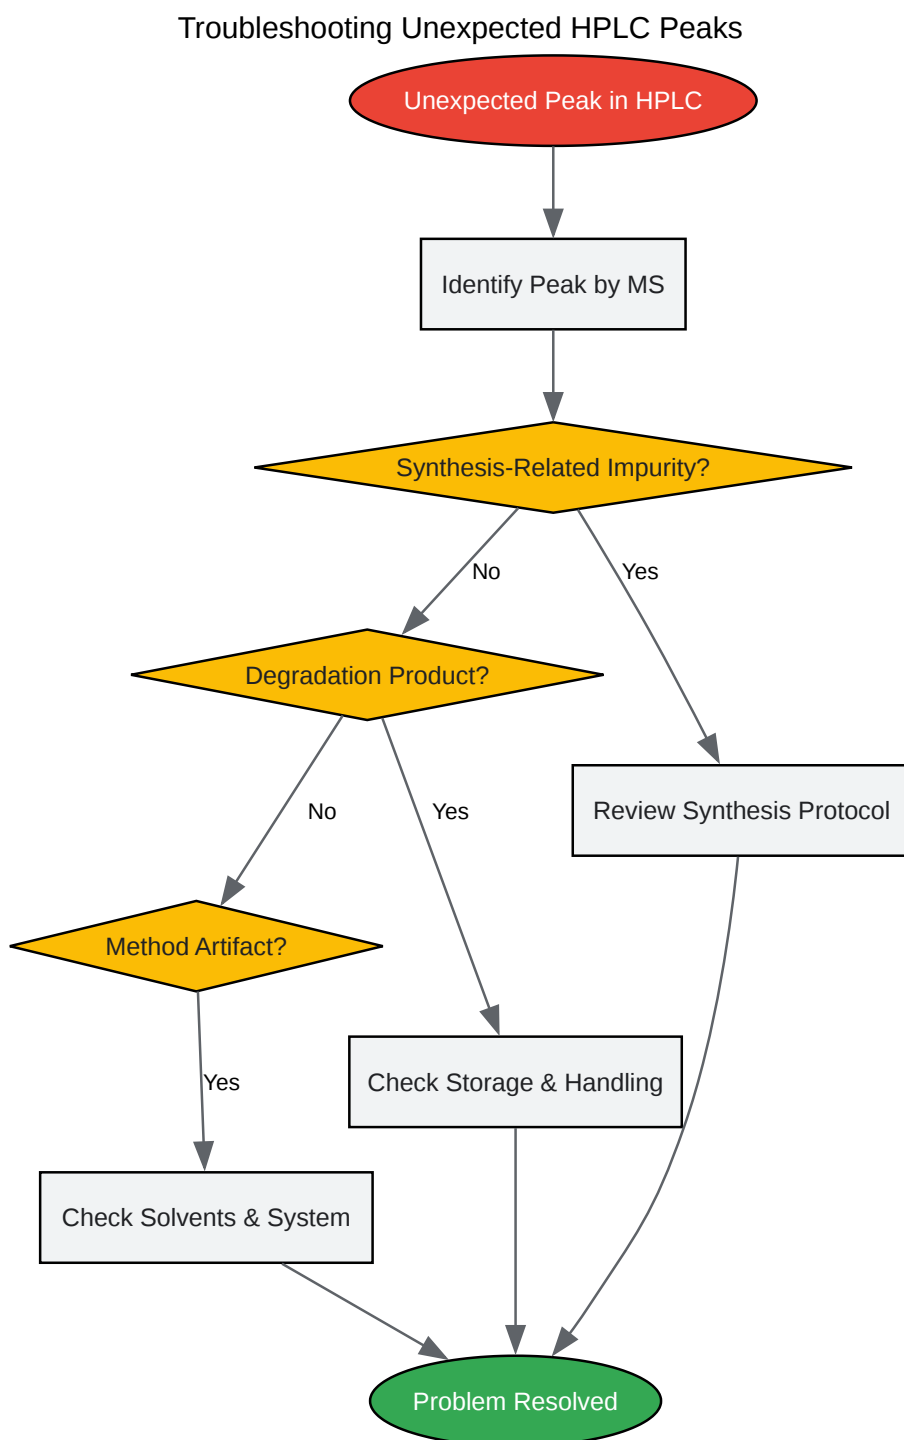 Troubleshooting Unexpected HPLC Peaks
Unexpected Peak in HPLC
Identify Peak by MS
Synthesis-Related Impurity?
No
Yes
Degradation Product?
Review Synthesis Protocol
No
Yes
Method Artifact?
Check Storage & Handling
Yes
Check Solvents & System
Problem Resolved